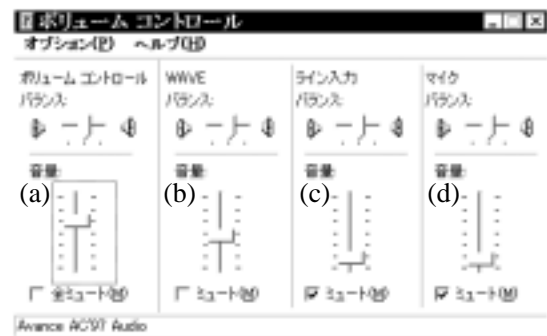 ボリューム コントロール
オプション(P) ヘルプ(H)
ボリューム コントロール WAVE ライン入力 マイク
バランス: バランス: バランス: バランス:
音量: 音量: 音量: 音量:
(a) (b) (c) (d)
全ミュート(M) ミュート(M) ミュート(M) ミュート(M)
Avance AC'97 Audio